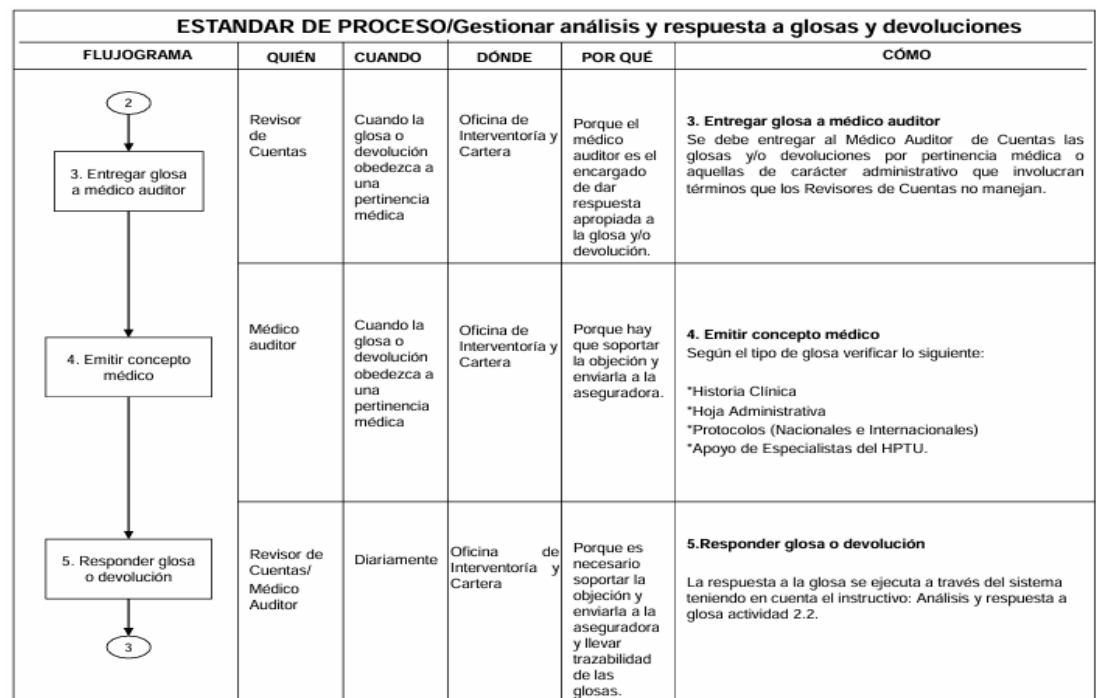 ESTANDAR DE PROCESO/Gestionar análisis y respuesta a glosas y devoluciones
FLUJOGRAMA
QUIÉN
CUANDO
DÓNDE
POR QUÉ
CÓMO
2
3. Entregar glosa
a médico auditor
Revisor
de
Cuentas
Cuando la
glosa o
devolución
obedezca a
una
pertinencia
médica
Oficina de
Interventoría y
Cartera
Porque el
médico
auditor es el
encargado
de dar
respuesta
apropiada a
la glosa y/o
devolución.
3. Entregar glosa a médico auditor
Se debe entregar al Médico Auditor de Cuentas las
glosas y/o devoluciones por pertinencia médica o
aquellas de carácter administrativo que involucran
términos que los Revisores de Cuentas no manejan.
4. Emitir concepto
médico
Médico
auditor
Cuando la
glosa o
devolución
obedezca a
una
pertinencia
médica
Oficina de
Interventoría y
Cartera
Porque hay
que soportar
la objeción y
enviarla a la
aseguradora.
4. Emitir concepto médico
Según el tipo de glosa verificar lo siguiente:
*Historia Clínica
*Hoja Administrativa
*Protocolos (Nacionales e Internacionales)
*Apoyo de Especialistas del HPTU.
5. Responder glosa
o devolución
3
Revisor de
Cuentas/
Médico
Auditor
Diariamente
Oficina de
Interventoría y
Cartera
Porque es
necesario
soportar la
objeción y
enviarla a la
aseguradora
y llevar
trazabilidad
de las
glosas.
5.Responder glosa o devolución
La respuesta a la glosa se ejecuta a través del sistema
teniendo en cuenta el instructivo: Análisis y respuesta a
glosa actividad 2.2.